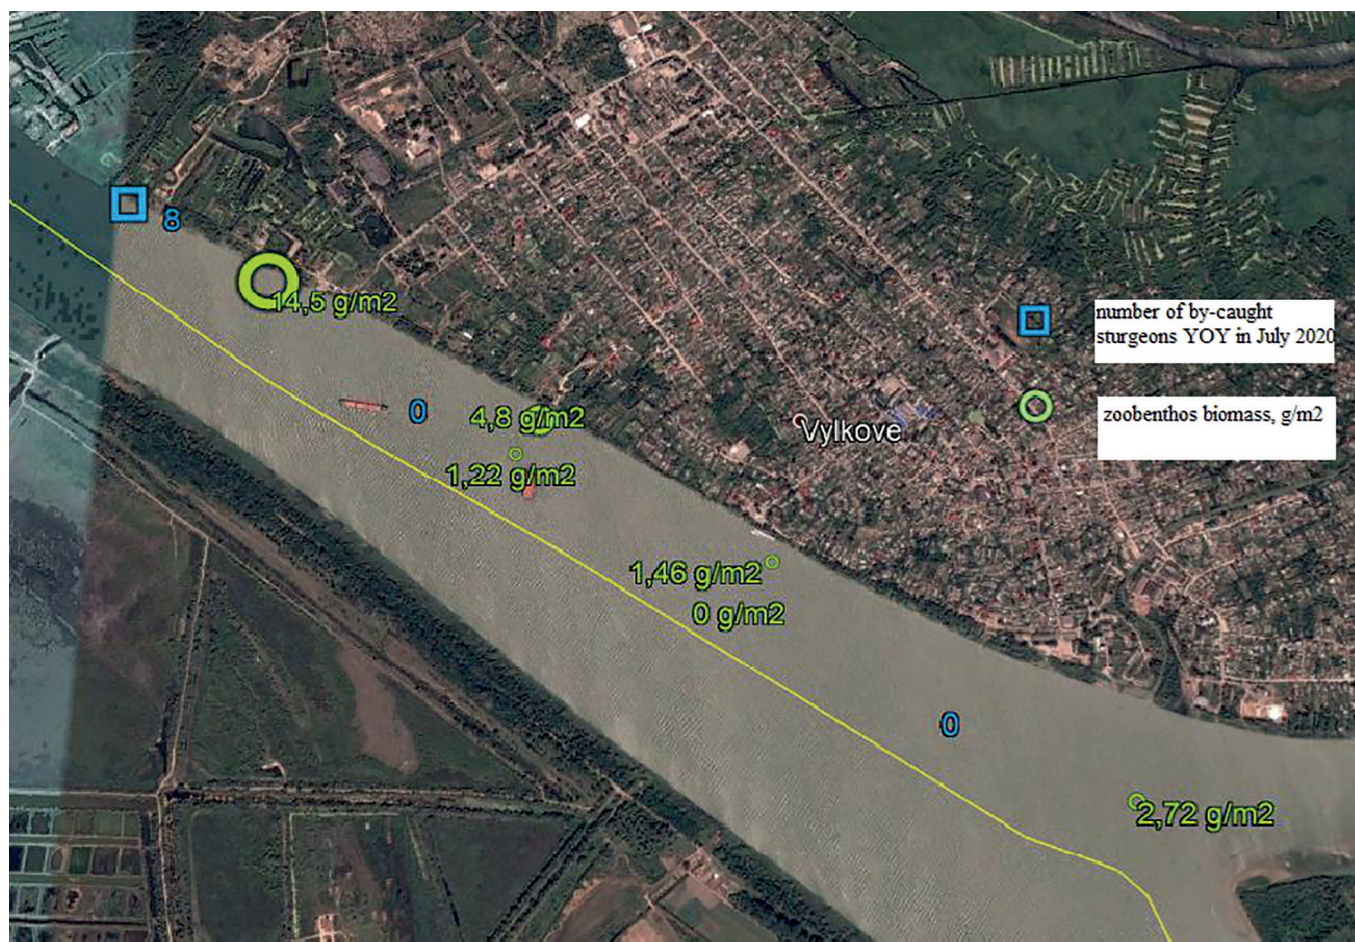 8
14,5 g/m2
number of by-caught
sturgeons YOY in July 2020
0
4,8 g/m2
zoobenthos biomass, g/m2
Vylkove
1,22 g/m2
1,46 g/m2
0 g/m2
0
2,72 g/m2